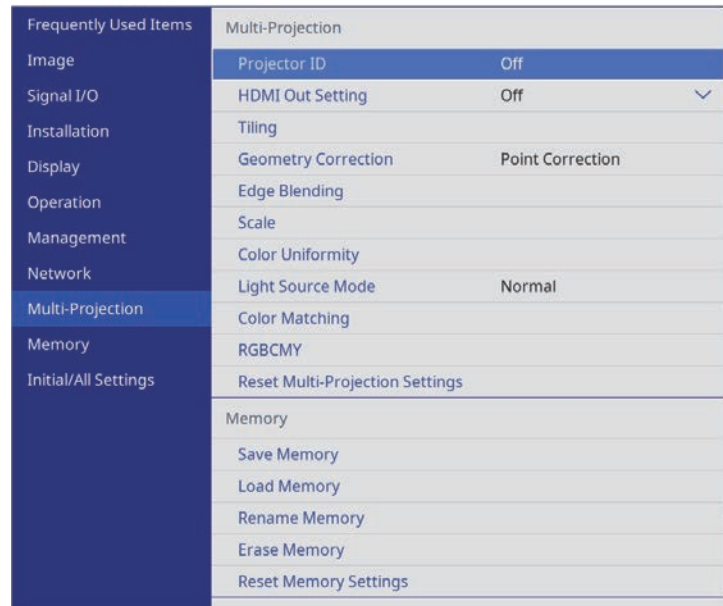 Frequently Used Items
Image
Signal I/O
Installation
Display
Operation
Management
Network
Multi-Projection
Memory
Initial/All Settings
Multi-Projection
Projector ID Off
HDMI Out Setting Off
Tiling
Geometry Correction Point Correction
Edge Blending
Scale
Color Uniformity
Light Source Mode Normal
Color Matching
RGBCMY
Reset Multi-Projection Settings
Memory
Save Memory
Load Memory
Rename Memory
Erase Memory
Reset Memory Settings